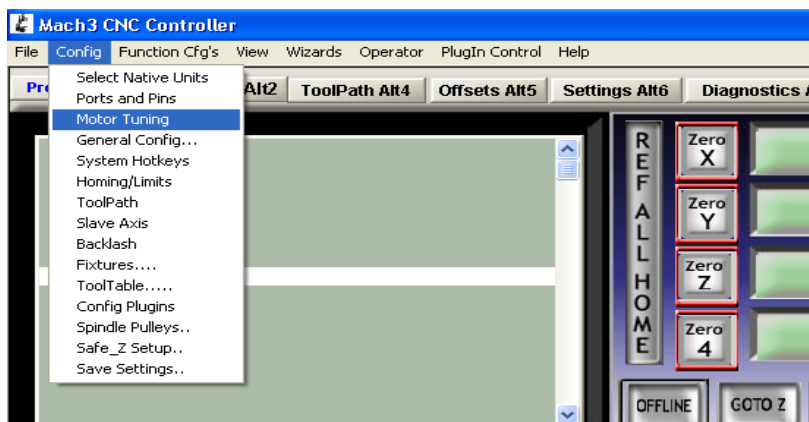 Mach3 CNC Controller
File Config Function Cfg's View Wizards Operator PlugIn Control Help
Alt2 ToolPath Alt4 Offsets Alt5 Settings Alt6 Diagnostics
Select Native Units
Ports and Pins
Motor Tuning
General Config...
System Hotkeys
Homing/Limits
ToolPath
Slave Axis
Backlash
Fixtures....
ToolTable.....
Config Plugins
Spindle Pulleys..
Safe_Z Setup..
Save Settings..
REF ALL HOME
Zero
X
Zero
Y
Zero
Z
Zero
4
OFFLINE GOTO Z